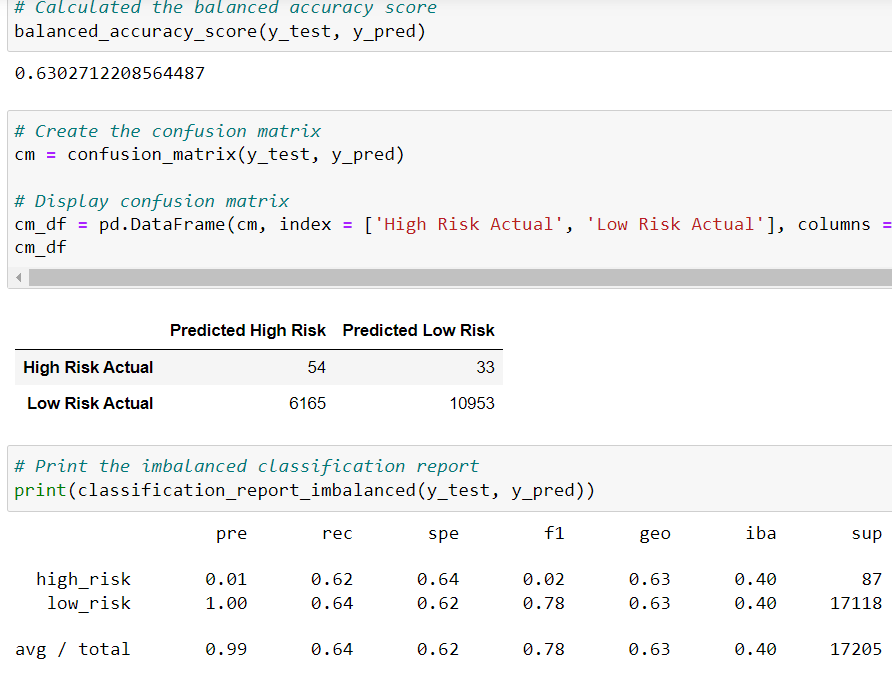 # Calculated the balanced accuracy score
balanced_accuracy_score(y_test, y_pred)
0.6302712208564487
# Create the confusion matrix
cm = confusion_matrix(y_test, y_pred)
# Display confusion matrix
cm_df = pd.DataFrame(cm, index = ['High Risk Actual', 'Low Risk Actual'], columns =
cm_df
Predicted High Risk Predicted Low Risk
High Risk Actual 54 33
Low Risk Actual 6165 10953
# Print the imbalanced classification report
print(classification_report_imbalanced(y_test, y_pred))
pre rec spe f1 geo iba sup
high_risk 0.01 0.62 0.64 0.02 0.63 0.40 87
low_risk 1.00 0.64 0.62 0.78 0.63 0.40 17118
avg / total 0.99 0.64 0.62 0.78 0.63 0.40 17205